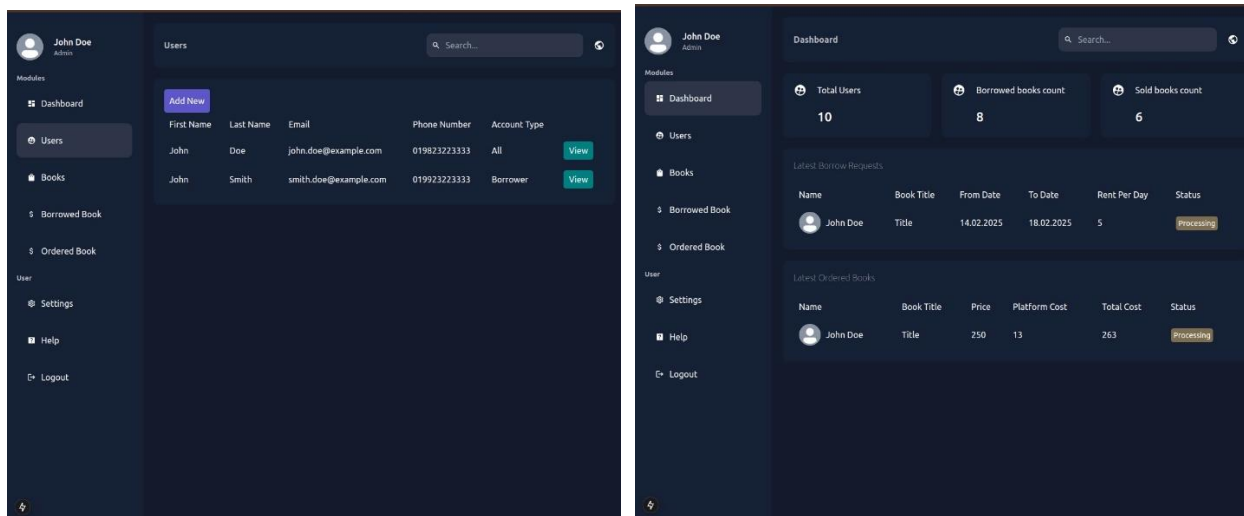 John Doe
Admin
Modules
Dashboard
Users
Books
Borrowed Book
Ordered Book
User
Settings
Help
Logout
Users
Search...
Add New
First Name Last Name Email Phone Number Account Type
John Doe john.doe@example.com 019823223333 All View
John Smith smith.doe@example.com 019923223333 Borrower View
John Doe
Admin
Modules
Dashboard
Users
Books
Borrowed Book
Ordered Book
User
Settings
Help
Logout
Dashboard
Search...
Total Users Borrowed books count Sold books count
10 8 6
Latest Borrow Requests
Name Book Title From Date To Date Rent Per Day Status
John Doe Title 14.02.2025 18.02.2025 5 Processing
Latest Ordered Books
Name Book Title Price Platform Cost Total Cost Status
John Doe Title 250 13 263 Processing